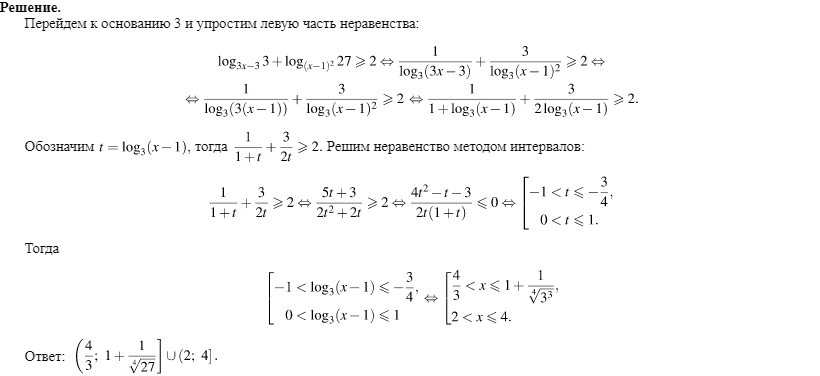 Решение.
Перейдем к основанию 3 и упростим левую часть неравенства:
$\log_{3x-3} 3 + \log_{(x-1)^2} 27 \geqslant 2 \Leftrightarrow \frac{1}{\log_3(3x-3)} + \frac{3}{\log_3(x-1)^2} \geqslant 2 \Leftrightarrow$
$\Leftrightarrow \frac{1}{\log_3(3(x-1))} + \frac{3}{\log_3(x-1)^2} \geqslant 2 \Leftrightarrow \frac{1}{1+\log_3(x-1)} + \frac{3}{2\log_3(x-1)} \geqslant 2.$
Обозначим $t = \log_3(x-1)$, тогда $\frac{1}{1+t} + \frac{3}{2t} \geqslant 2$. Решим неравенство методом интервалов:
$\frac{1}{1+t} + \frac{3}{2t} \geqslant 2 \Leftrightarrow \frac{5t+3}{2t^2+2t} \geqslant 2 \Leftrightarrow \frac{4t^2-t-3}{2t(1+t)} \leqslant 0 \Leftrightarrow \left[\begin{array}{c} -1 < t \leqslant -\frac{3}{4}, \\ 0 < t \leqslant 1. \end{array}\right.$
Тогда
$\left[\begin{array}{c} -1 < \log_3(x-1) \leqslant -\frac{3}{4}, \\ 0 < \log_3(x-1) \leqslant 1 \end{array}\right. \Leftrightarrow \left[\begin{array}{l} \frac{4}{3} < x \leqslant 1 + \frac{1}{\sqrt[4]{3^3}}, \\ 2 < x \leqslant 4. \end{array}\right.$
Ответ: $\left(\frac{4}{3};\ 1 + \frac{1}{\sqrt[4]{27}}\right] \cup (2;\ 4].$